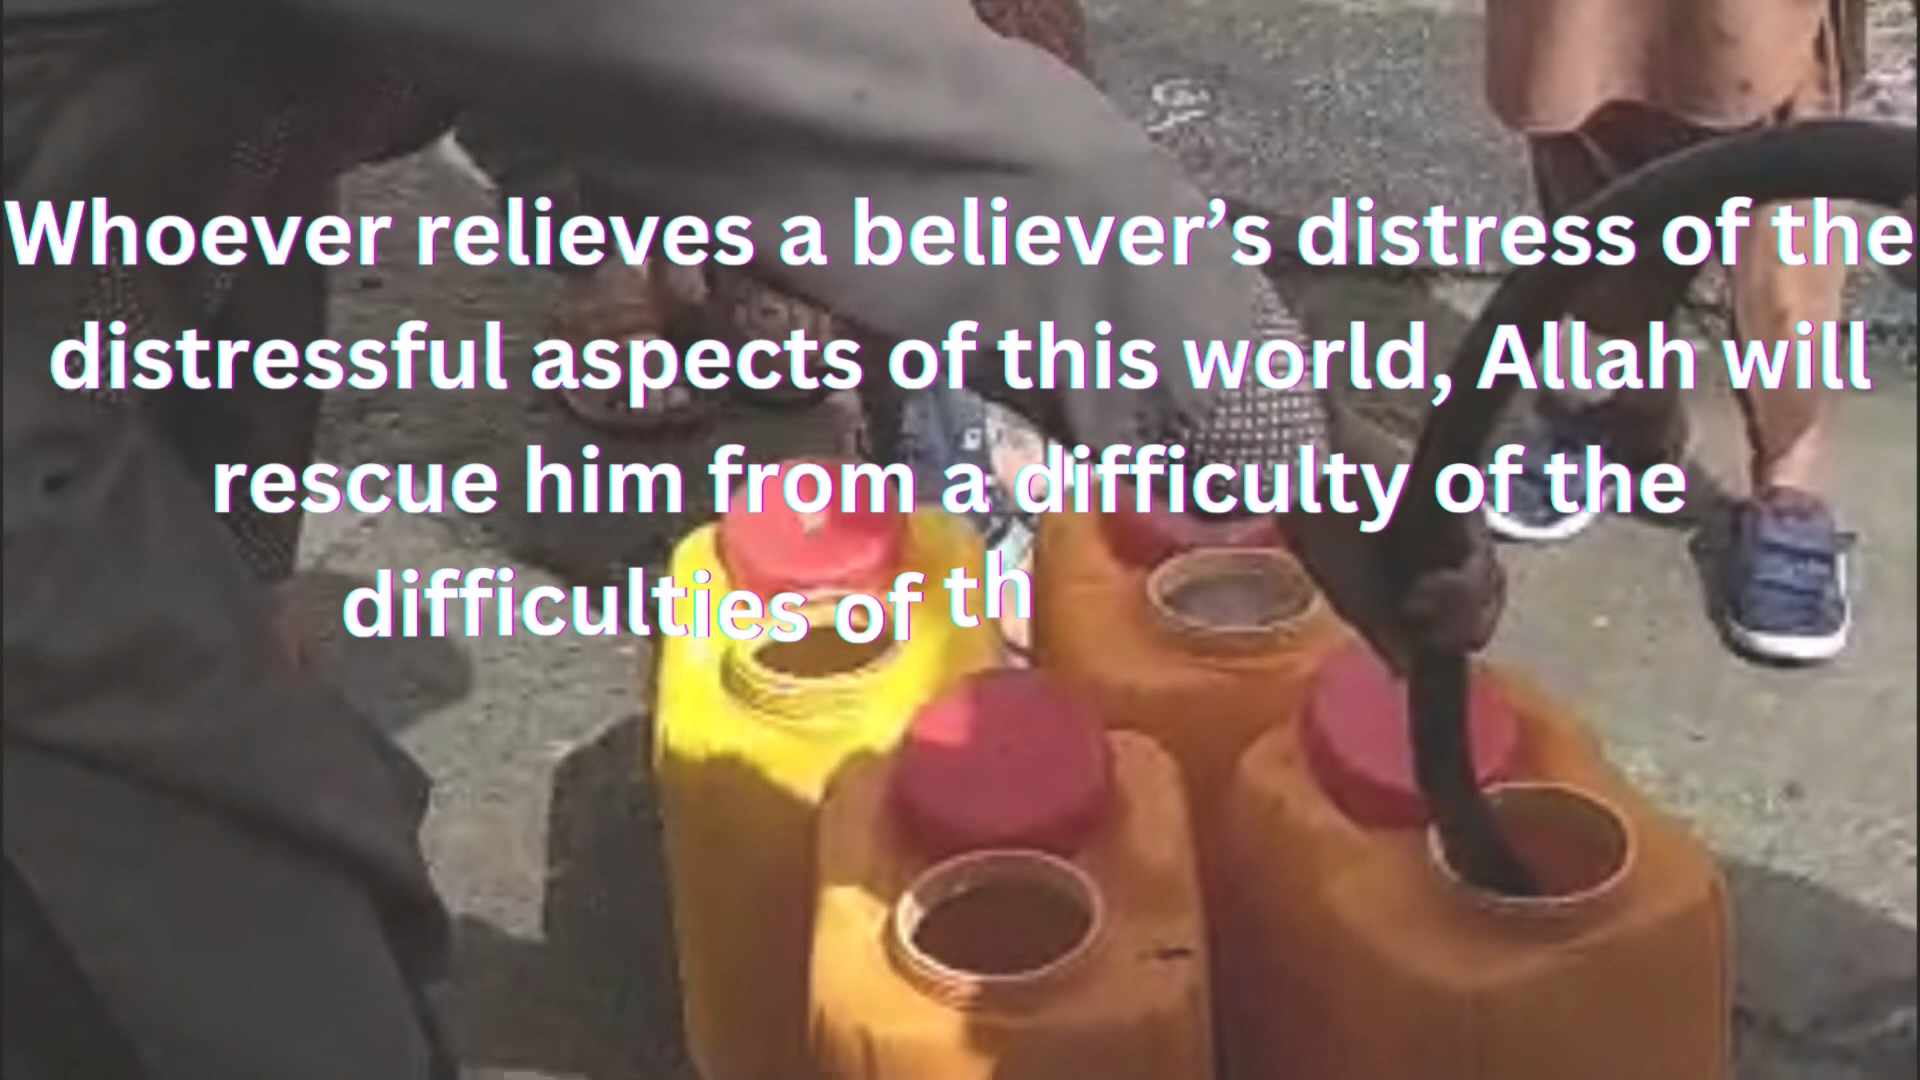 Whoever relieves a believer’s distress of the
distressful aspects of this world, Allah will
rescue him from a difficulty of the
difficulties of th